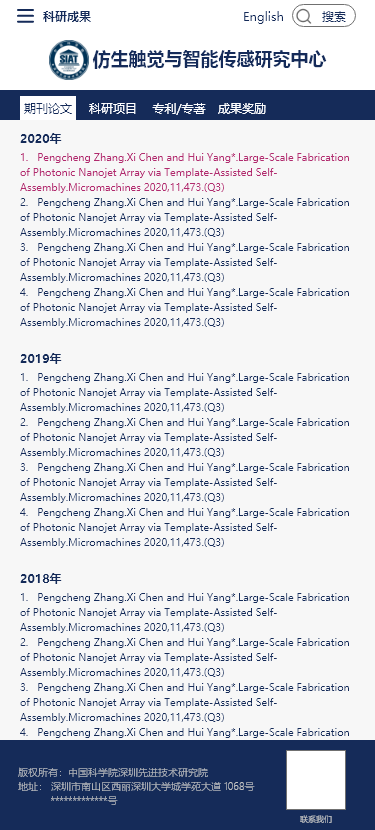 科研成果
English
搜索
SIAT
仿生触觉与智能传感研究中心
期刊论文 科研项目 专利/专著 成果奖励
2020年
1. Pengcheng Zhang.Xi Chen and Hui Yang*.Large-Scale Fabrication
of Photonic Nanojet Array via Template-Assisted Self-
Assembly.Micromachines 2020,11,473.(Q3)
2. Pengcheng Zhang.Xi Chen and Hui Yang*.Large-Scale Fabrication
of Photonic Nanojet Array via Template-Assisted Self-
Assembly.Micromachines 2020,11,473.(Q3)
3. Pengcheng Zhang.Xi Chen and Hui Yang*.Large-Scale Fabrication
of Photonic Nanojet Array via Template-Assisted Self-
Assembly.Micromachines 2020,11,473.(Q3)
4. Pengcheng Zhang.Xi Chen and Hui Yang*.Large-Scale Fabrication
of Photonic Nanojet Array via Template-Assisted Self-
Assembly.Micromachines 2020,11,473.(Q3)
2019年
1. Pengcheng Zhang.Xi Chen and Hui Yang*.Large-Scale Fabrication
of Photonic Nanojet Array via Template-Assisted Self-
Assembly.Micromachines 2020,11,473.(Q3)
2. Pengcheng Zhang.Xi Chen and Hui Yang*.Large-Scale Fabrication
of Photonic Nanojet Array via Template-Assisted Self-
Assembly.Micromachines 2020,11,473.(Q3)
3. Pengcheng Zhang.Xi Chen and Hui Yang*.Large-Scale Fabrication
of Photonic Nanojet Array via Template-Assisted Self-
Assembly.Micromachines 2020,11,473.(Q3)
4. Pengcheng Zhang.Xi Chen and Hui Yang*.Large-Scale Fabrication
of Photonic Nanojet Array via Template-Assisted Self-
Assembly.Micromachines 2020,11,473.(Q3)
2018年
1. Pengcheng Zhang.Xi Chen and Hui Yang*.Large-Scale Fabrication
of Photonic Nanojet Array via Template-Assisted Self-
Assembly.Micromachines 2020,11,473.(Q3)
2. Pengcheng Zhang.Xi Chen and Hui Yang*.Large-Scale Fabrication
of Photonic Nanojet Array via Template-Assisted Self-
Assembly.Micromachines 2020,11,473.(Q3)
3. Pengcheng Zhang.Xi Chen and Hui Yang*.Large-Scale Fabrication
of Photonic Nanojet Array via Template-Assisted Self-
Assembly.Micromachines 2020,11,473.(Q3)
4. Pengcheng Zhang.Xi Chen and Hui Yang*.Large-Scale Fabrication
版权所有：中国科学院深圳先进技术研究院
地址： 深圳市南山区西丽深圳大学城学苑大道 1068号
*************号
联系我们